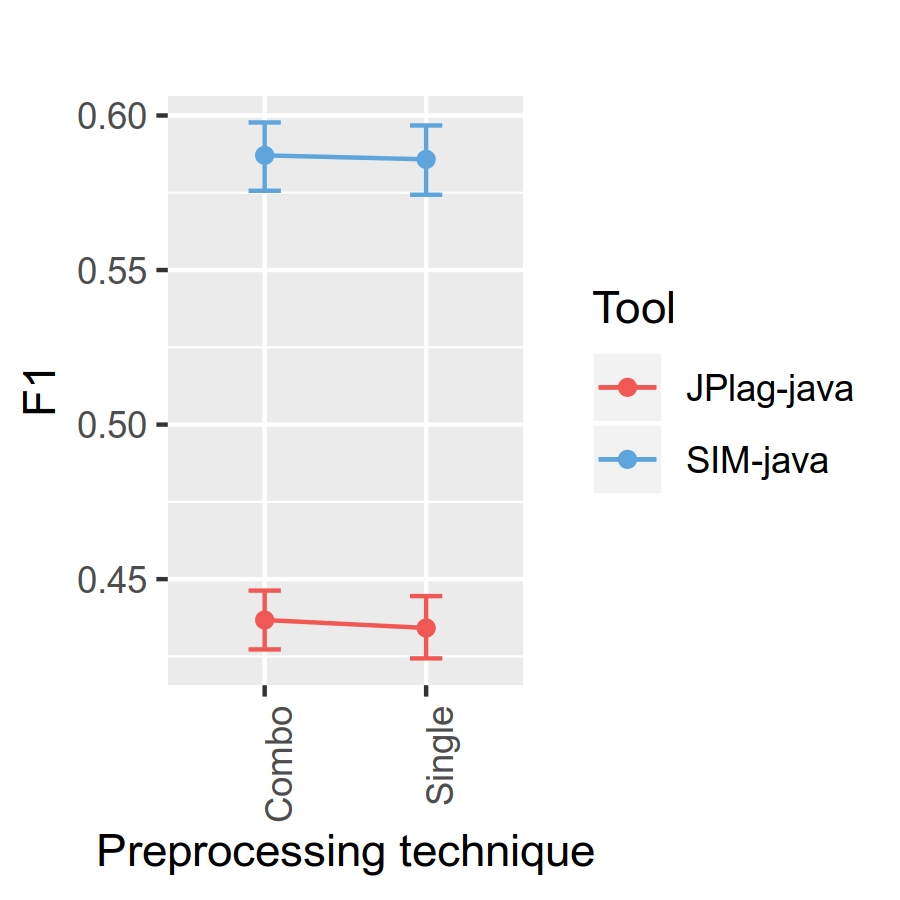 0.60
0.55
0.50
0.45
F1
Combo
Single
Preprocessing technique
Tool
JPlag-java
SIM-java